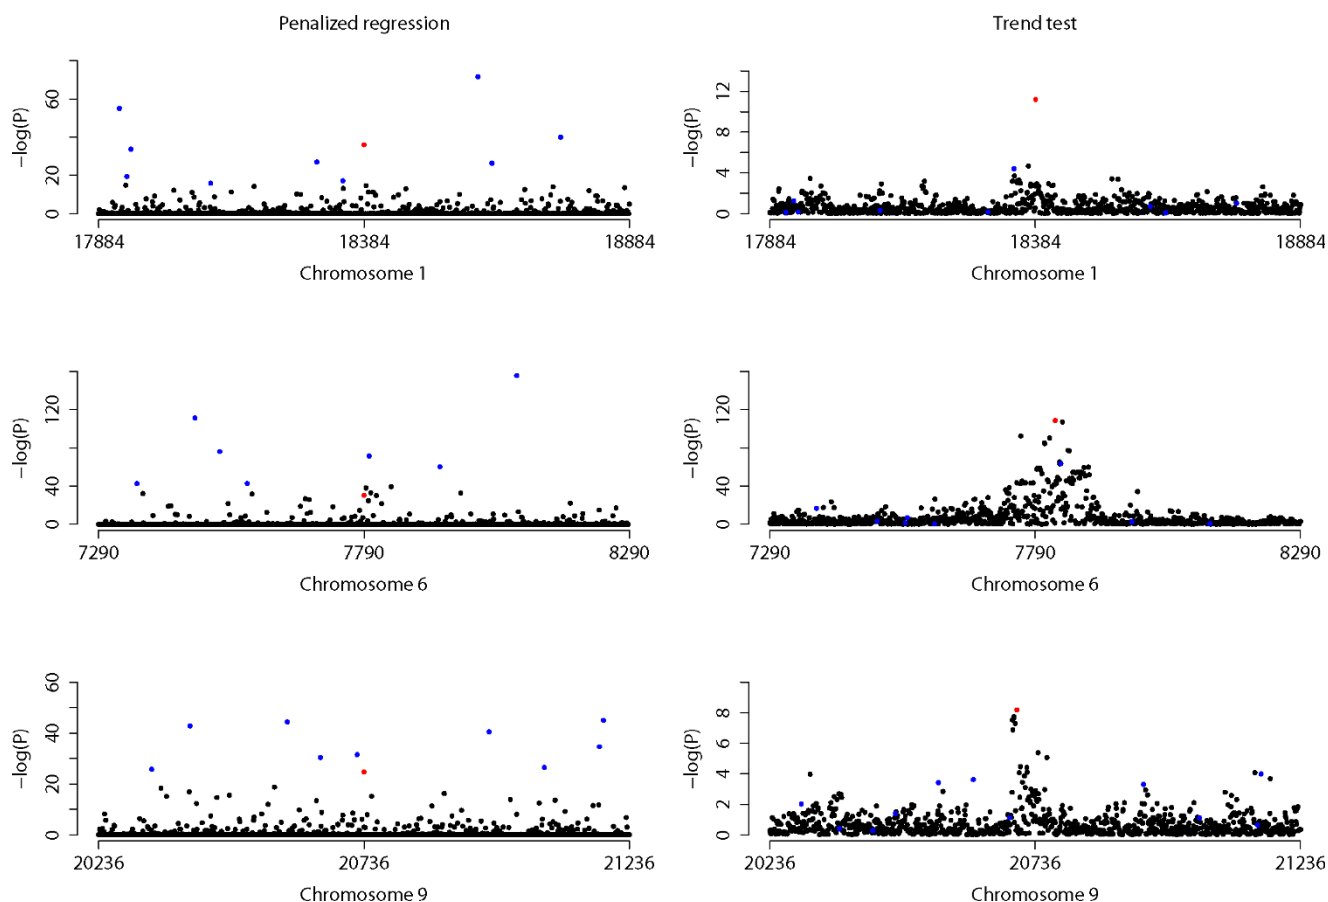 Penalized regression
Trend test
−log(P)
0
20
60
17884
18384
18884
Chromosome 1
−log(P)
0
4
8
12
17884
18384
18884
Chromosome 1
−log(P)
0
40
120
7290
7790
8290
Chromosome 6
−log(P)
0
40
120
7290
7790
8290
Chromosome 6
−log(P)
0
20
40
60
20236
20736
21236
Chromosome 9
−log(P)
0
2
4
6
8
20236
20736
21236
Chromosome 9